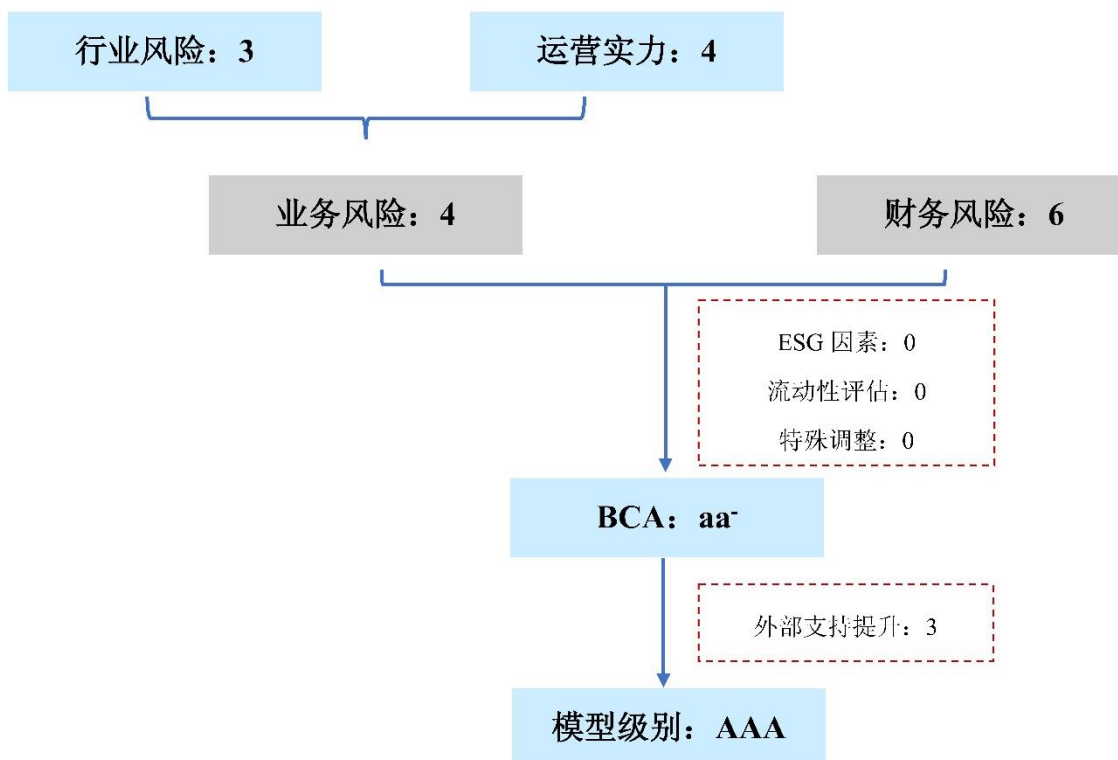 行业风险：3
运营实力：4
业务风险：4
财务风险：6
ESG 因素：0
流动性评估：0
特殊调整：0
BCA：aa-
外部支持提升：3
模型级别：AAA